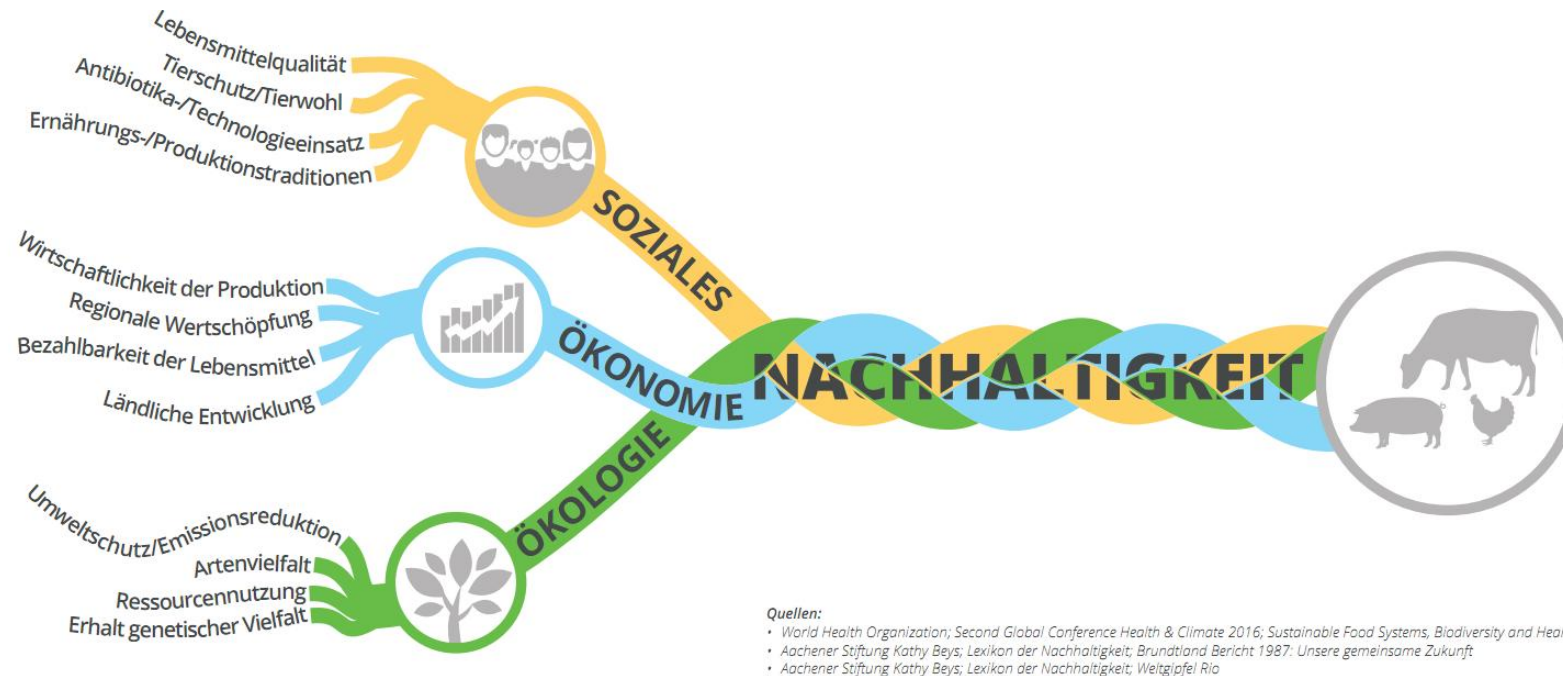 Lebensmittelqualität
Tierschutz/Tierwohl
Antibiotika-/Technologieeinsatz
Ernährungs-/Produktionstraditionen
SOZIALES
Wirtschaftlichkeit der Produktion
Regionale Wertschöpfung
Bezahlbarkeit der Lebensmittel
Ländliche Entwicklung
ÖKONOMIE
NACHHALTIGKEIT
Umweltschutz/Emissionsreduktion
Artenvielfalt
Ressourcennutzung
Erhalt genetischer Vielfalt
ÖKOLOGIE
Quellen:
• World Health Organization; Second Global Conference Health & Climate 2016; Sustainable Food Systems, Biodiversity and
• Aachener Stiftung Kathy Beys; Lexikon der Nachhaltigkeit; Brundtland Bericht 1987: Unsere gemeinsame Zukunft
• Aachener Stiftung Kathy Beys; Lexikon der Nachhaltigkeit; Weltgipfel Rio